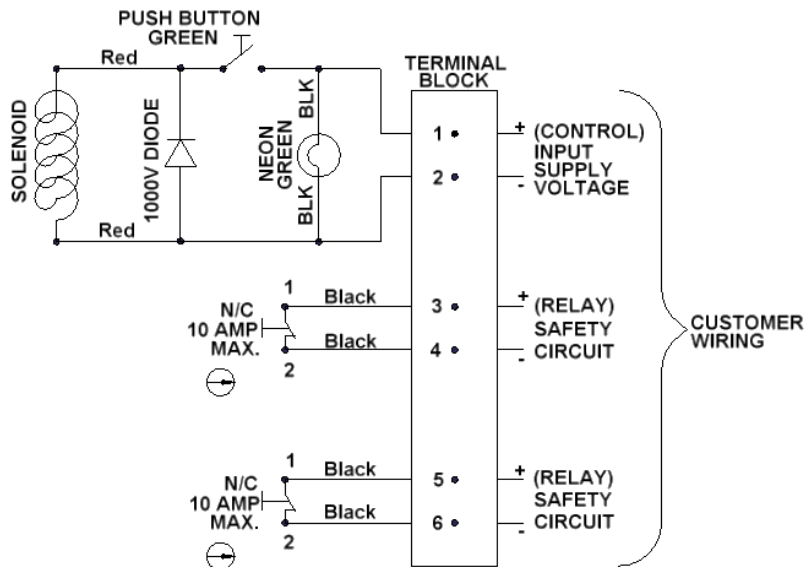 PUSH BUTTON
GREEN
Red
SOLENOID
1000V DIODE
BLK
NEON
GREEN
BLK
Red
TERMINAL
BLOCK
1
+
(CONTROL)
INPUT
2
SUPPLY
-
VOLTAGE
1
N/C
10 AMP
MAX.
2
Black
Black
3
+
(RELAY)
SAFETY
4
-
CIRCUIT
CUSTOMER
WIRING
1
N/C
10 AMP
MAX.
2
Black
Black
5
+
(RELAY)
SAFETY
6
-
CIRCUIT